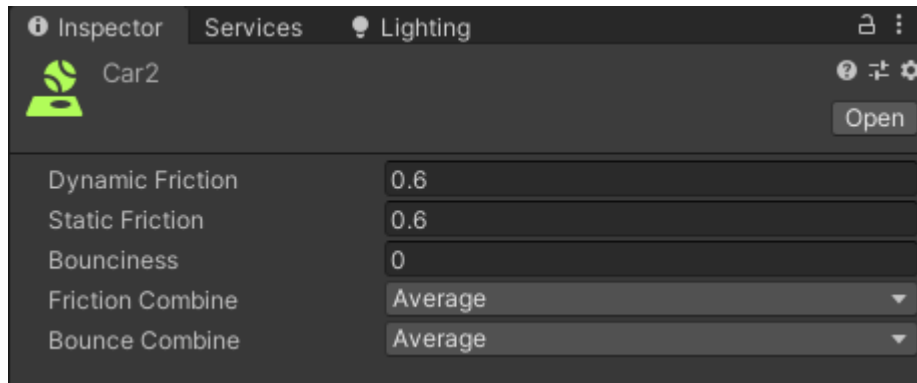 Inspector Services Lighting
Car2
Open
Dynamic Friction 0.6
Static Friction 0.6
Bounciness 0
Friction Combine Average
Bounce Combine Average